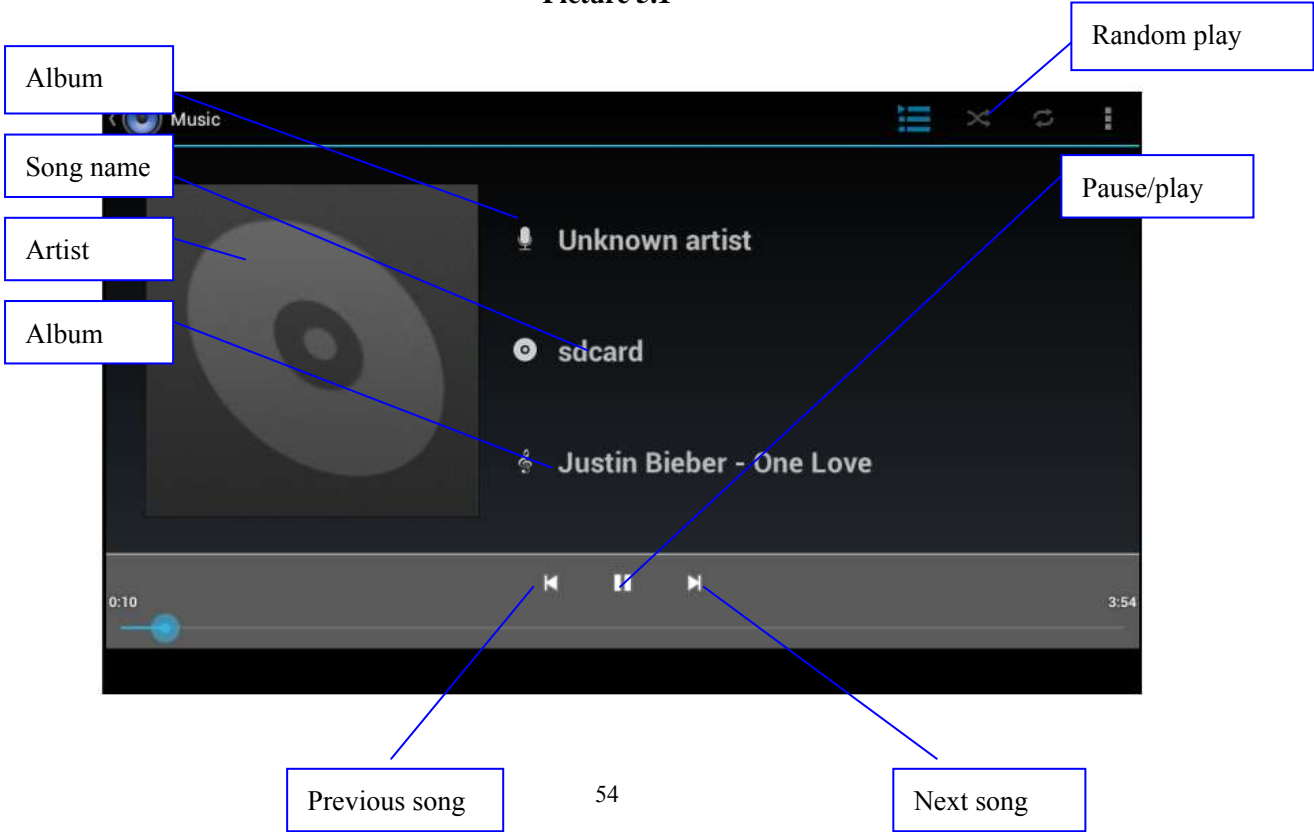 Picture 5.1
Random play
Album
Music
Song name
Pause/play
Unknown artist
Artist
Album
sdcard
Justin Bieber - One Love
0:10
3:54
Previous song
54
Next song